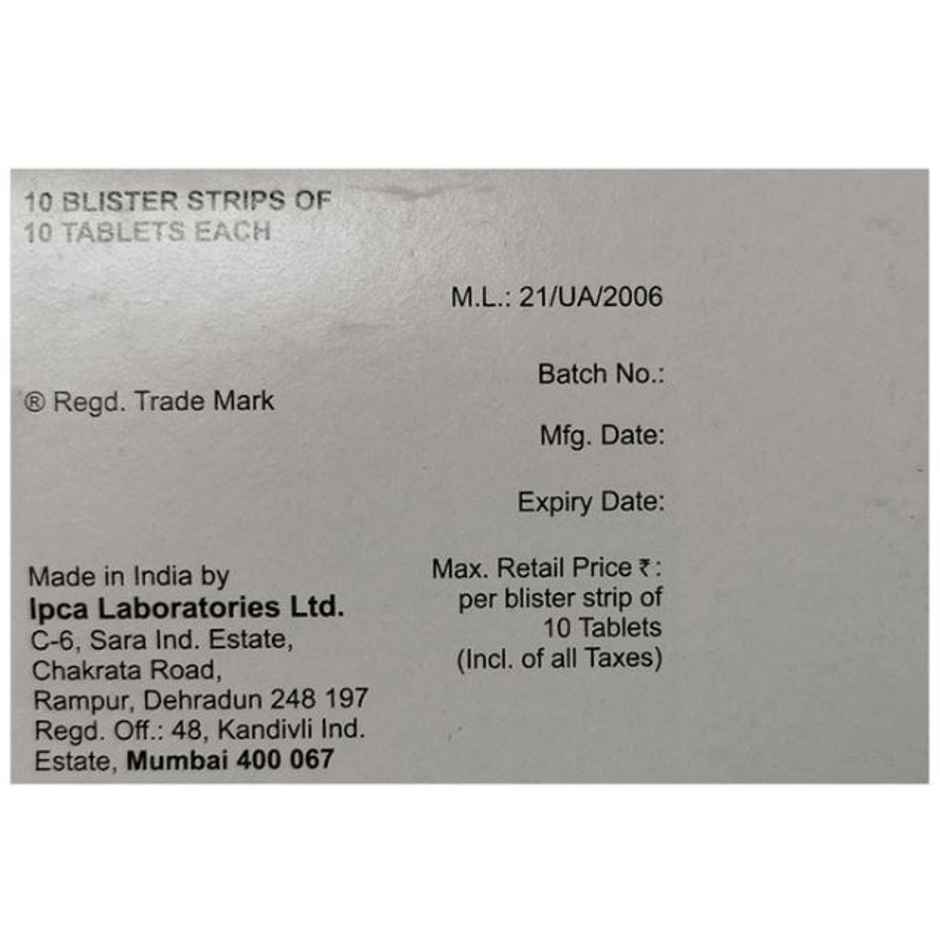 10 BLISTER STRIPS OF
10 TABLETS EACH
M.L.: 21/UA/2006
Batch No.:
® Regd. Trade Mark
Mfg. Date:
Expiry Date:
Max. Retail Price ₹ :
per blister strip of
10 Tablets
(Incl. of all Taxes)
Made in India by
Ipca Laboratories Ltd.
C-6, Sara Ind. Estate,
Chakrata Road,
Rampur, Dehradun 248 197
Regd. Off.: 48, Kandivli Ind.
Estate, Mumbai 400 067